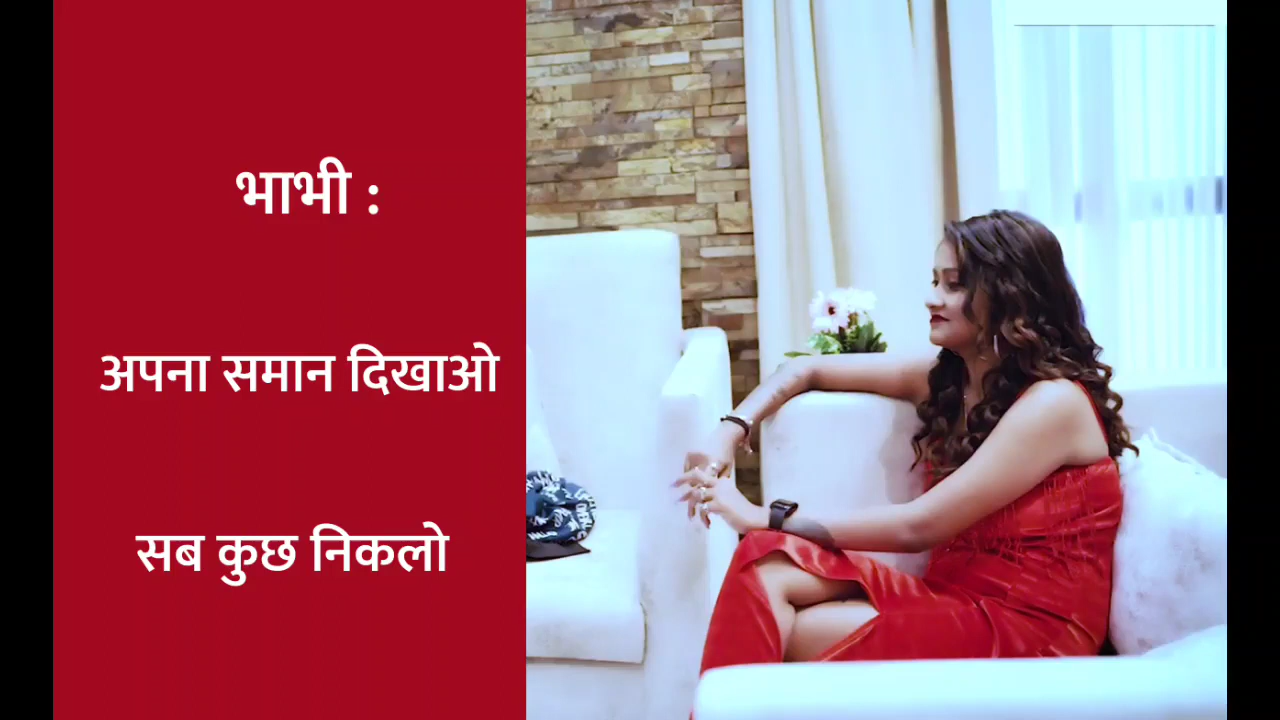 भाभी :
अपना समान दिखाओ
सब कुछ निकलो